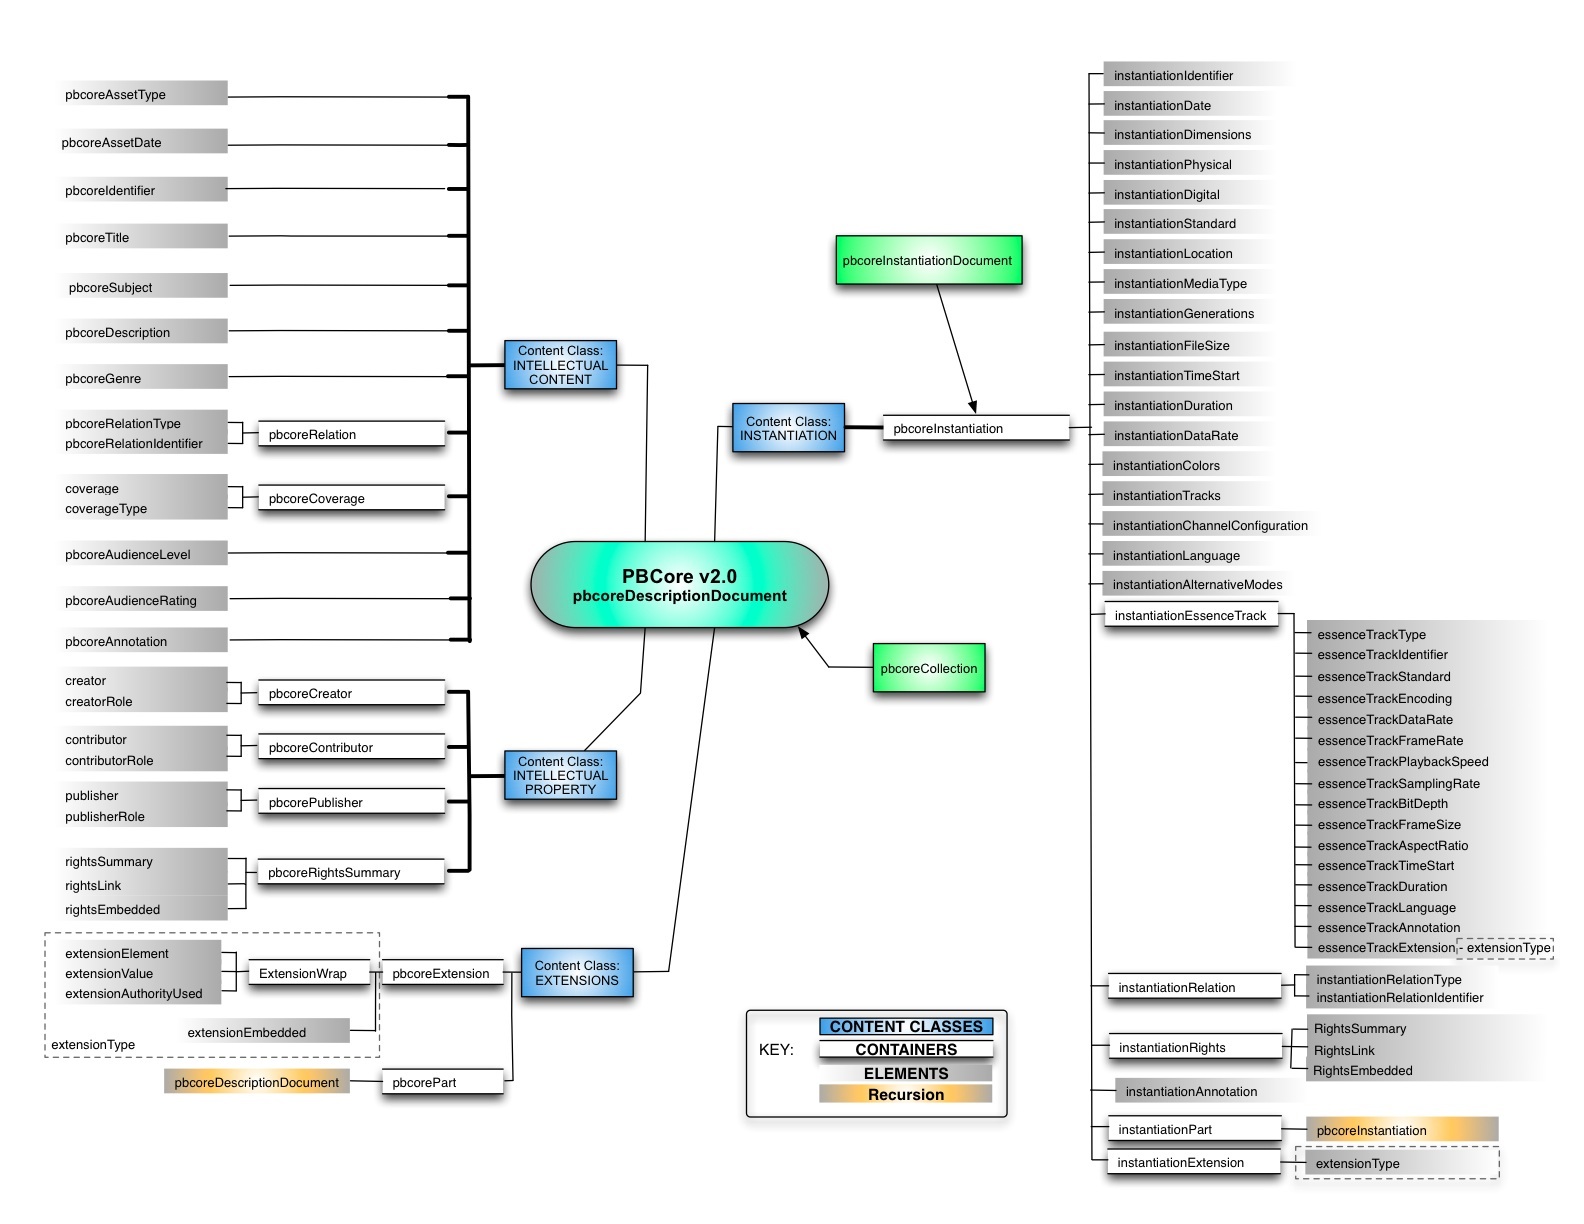 pbcoreAssetType
pbcoreAssetDate
pbcoreIdentifier
pbcoreTitle
pbcoreSubject
pbcoreDescription
pbcoreGenre
pbcoreRelationType
pbcoreRelationIdentifier
pbcoreRelation
coverage
coverageType
pbcoreCoverage
pbcoreAudienceLevel
pbcoreAudienceRating
pbcoreAnnotation
Content Class:
INTELLECTUAL
CONTENT
creator
creatorRole
pbcoreCreator
contributor
contributorRole
pbcoreContributor
publisher
publisherRole
pbcorePublisher
rightsSummary
rightsLink
rightsEmbedded
pbcoreRightsSummary
Content Class:
INTELLECTUAL
PROPERTY
extensionElement
extensionValue
extensionAuthorityUsed
ExtensionWrap
pbcoreExtension
extensionEmbedded
extensionType
pbcoreDescriptionDocument
pbcorePart
Content Class:
EXTENSIONS
PBCore v2.0
pbcoreDescriptionDocument
pbcoreCollection
pbcoreInstantiationDocument
Content Class:
INSTANTIATION
pbcoreInstantiation
KEY:
CONTENT CLASSES
CONTAINERS
ELEMENTS
Recursion
instantiationIdentifier
instantiationDate
instantiationDimensions
instantiationPhysical
instantiationDigital
instantiationStandard
instantiationLocation
instantiationMediaType
instantiationGenerations
instantiationFileSize
instantiationTimeStart
instantiationDuration
instantiationDataRate
instantiationColors
instantiationTracks
instantiationChannelConfiguration
instantiationLanguage
instantiationAlternativeModes
instantiationEssenceTrack
essenceTrackType
essenceTrackIdentifier
essenceTrackStandard
essenceTrackEncoding
essenceTrackDataRate
essenceTrackFrameRate
essenceTrackPlaybackSpeed
essenceTrackSamplingRate
essenceTrackBitDepth
essenceTrackFrameSize
essenceTrackAspectRatio
essenceTrackTimeStart
essenceTrackDuration
essenceTrackLanguage
essenceTrackAnnotation
essenceTrackExtension - extensionType
instantiationRelation
instantiationRelationType
instantiationRelationIdentifier
instantiationRights
RightsSummary
RightsLink
RightsEmbedded
instantiationAnnotation
instantiationPart
pbcoreInstantiation
instantiationExtension
extensionType